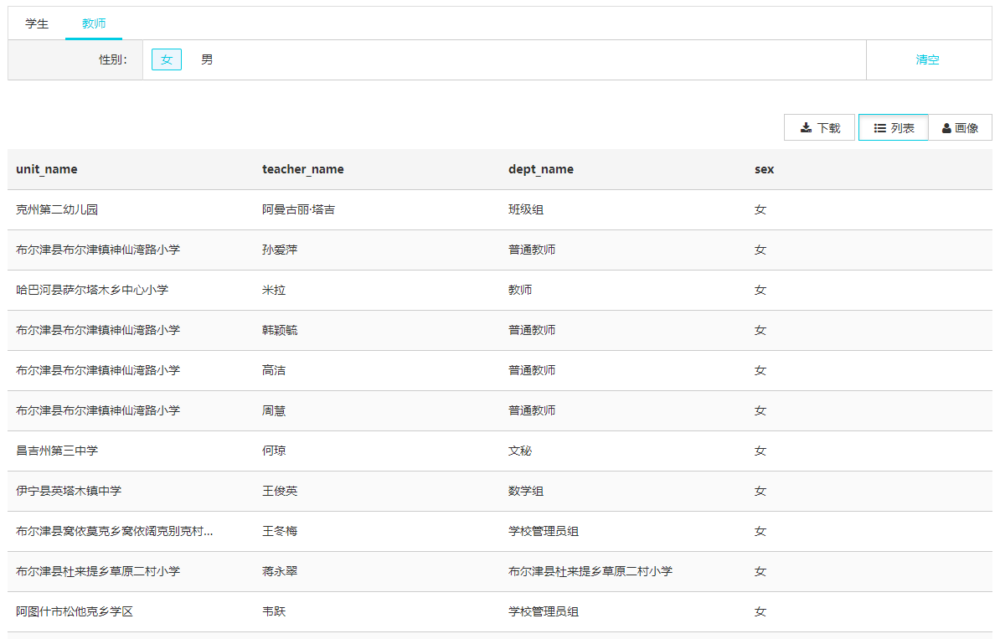 学生 教师
性别： 女 男 清空
下载 列表 画像
unit_name teacher_name dept_name sex
克州第二幼儿园 阿曼古丽·塔吉 班级组 女
布尔津县布尔津镇神仙湾路小学 孙爱萍 普通教师 女
哈巴河县萨尔塔木乡中心小学 米拉 教师 女
布尔津县布尔津镇神仙湾路小学 韩颖毓 普通教师 女
布尔津县布尔津镇神仙湾路小学 高洁 普通教师 女
布尔津县布尔津镇神仙湾路小学 周慧 普通教师 女
昌吉州第三中学 何琼 文秘 女
伊宁县英塔木镇中学 王俊英 数学组 女
布尔津县窝依莫克乡窝依阔克别克村... 王冬梅 学校管理员组 女
布尔津县杜来提乡草原二村小学 蒋永翠 布尔津县杜来提乡草原二村小学 女
阿图什市松他克乡学区 韦跃 学校管理员组 女